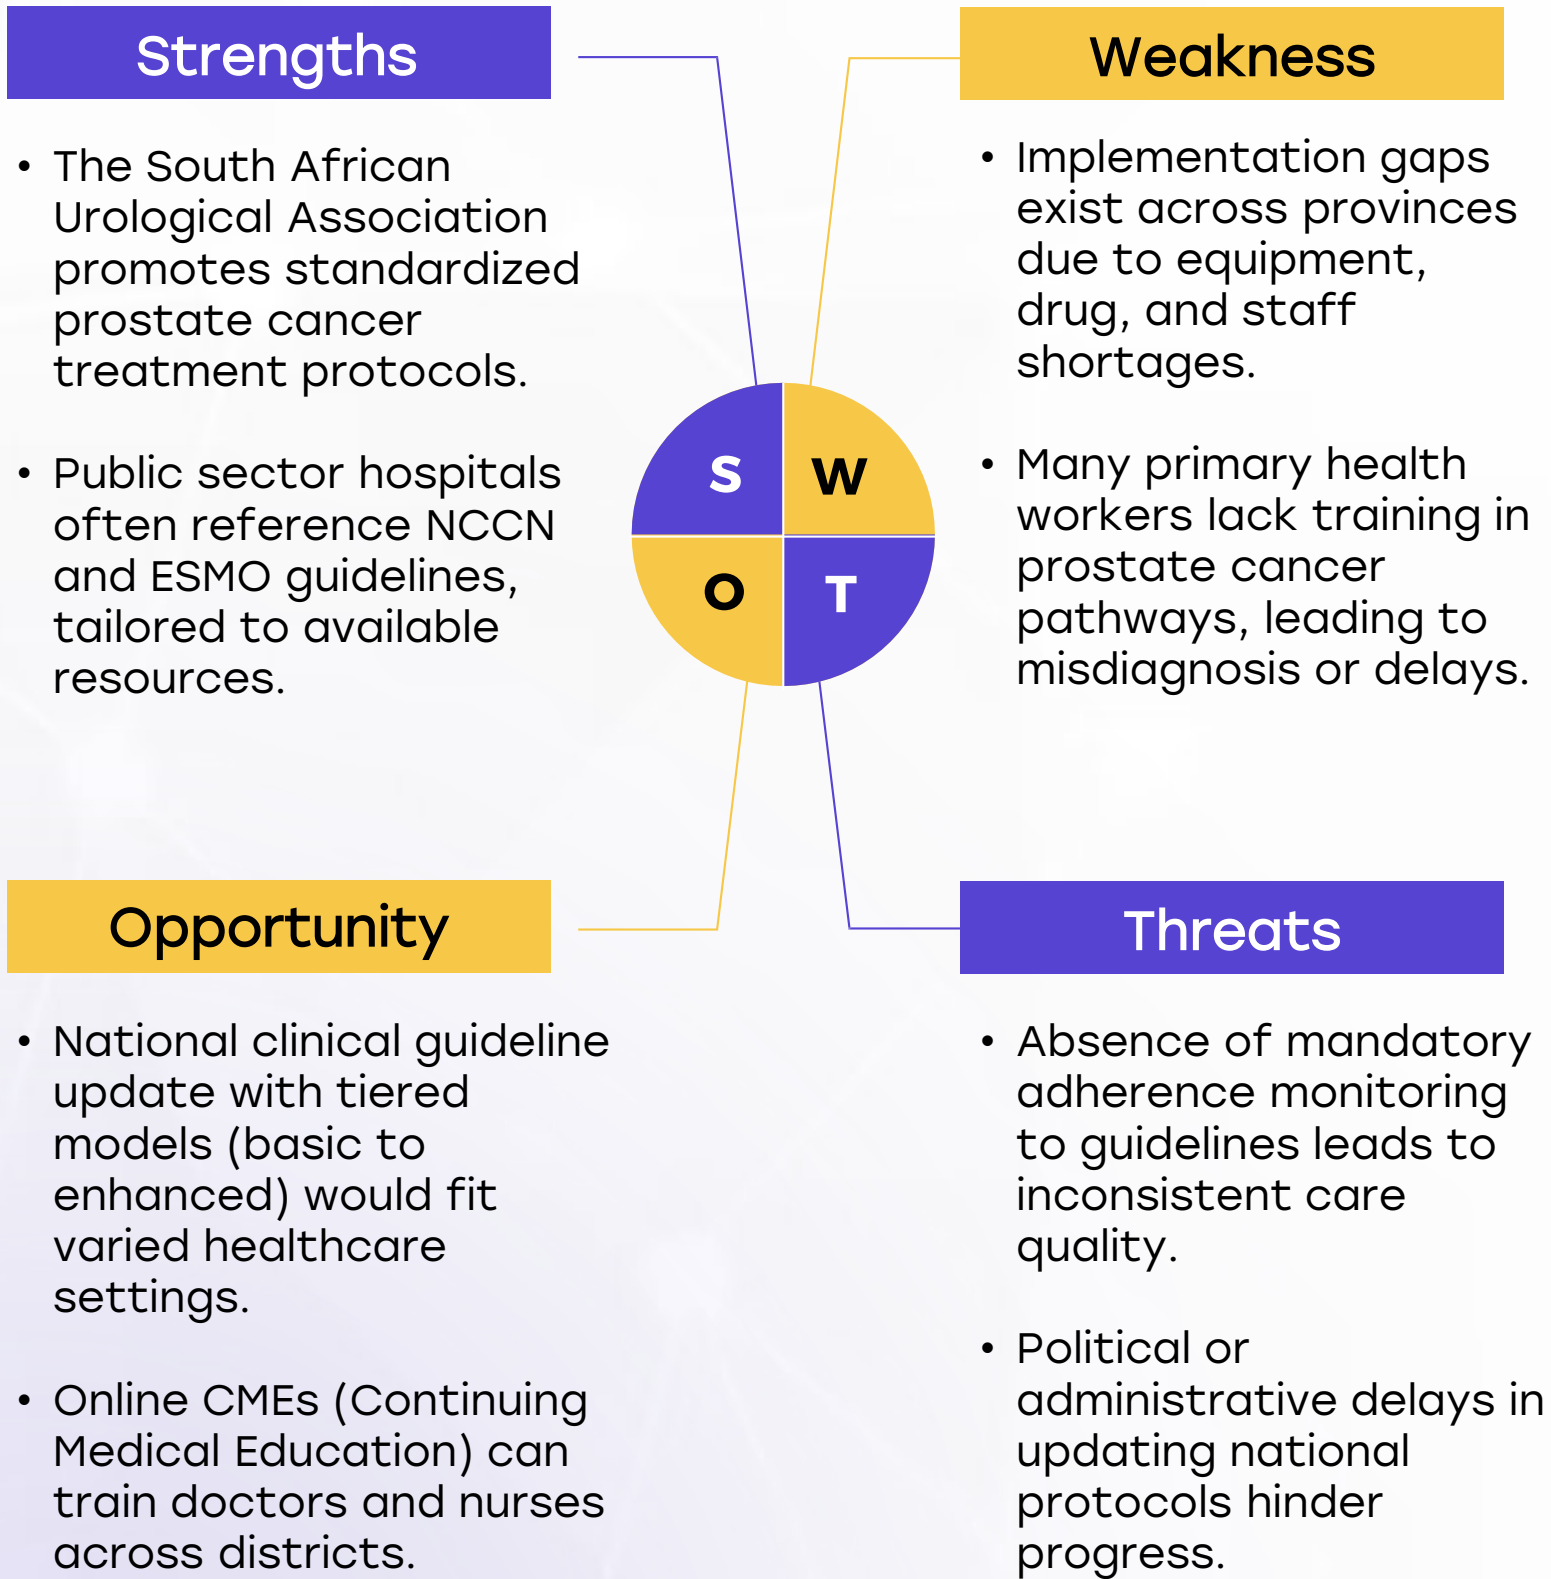 Strengths
• The South African
Urological Association
promotes standardized
prostate cancer
treatment protocols.
• Public sector hospitals
often reference NCCN
and ESMO guidelines,
tailored to available
resources.
Weakness
• Implementation gaps
exist across provinces
due to equipment,
drug, and staff
shortages.
• Many primary health
workers lack training in
prostate cancer
pathways, leading to
misdiagnosis or delays.
S W
O T
Opportunity
• National clinical guideline
update with tiered
models (basic to
enhanced) would fit
varied healthcare
settings.
• Online CMEs (Continuing
Medical Education) can
train doctors and nurses
across districts.
Threats
• Absence of mandatory
adherence monitoring
to guidelines leads to
inconsistent care
quality.
• Political or
administrative delays in
updating national
protocols hinder
progress.